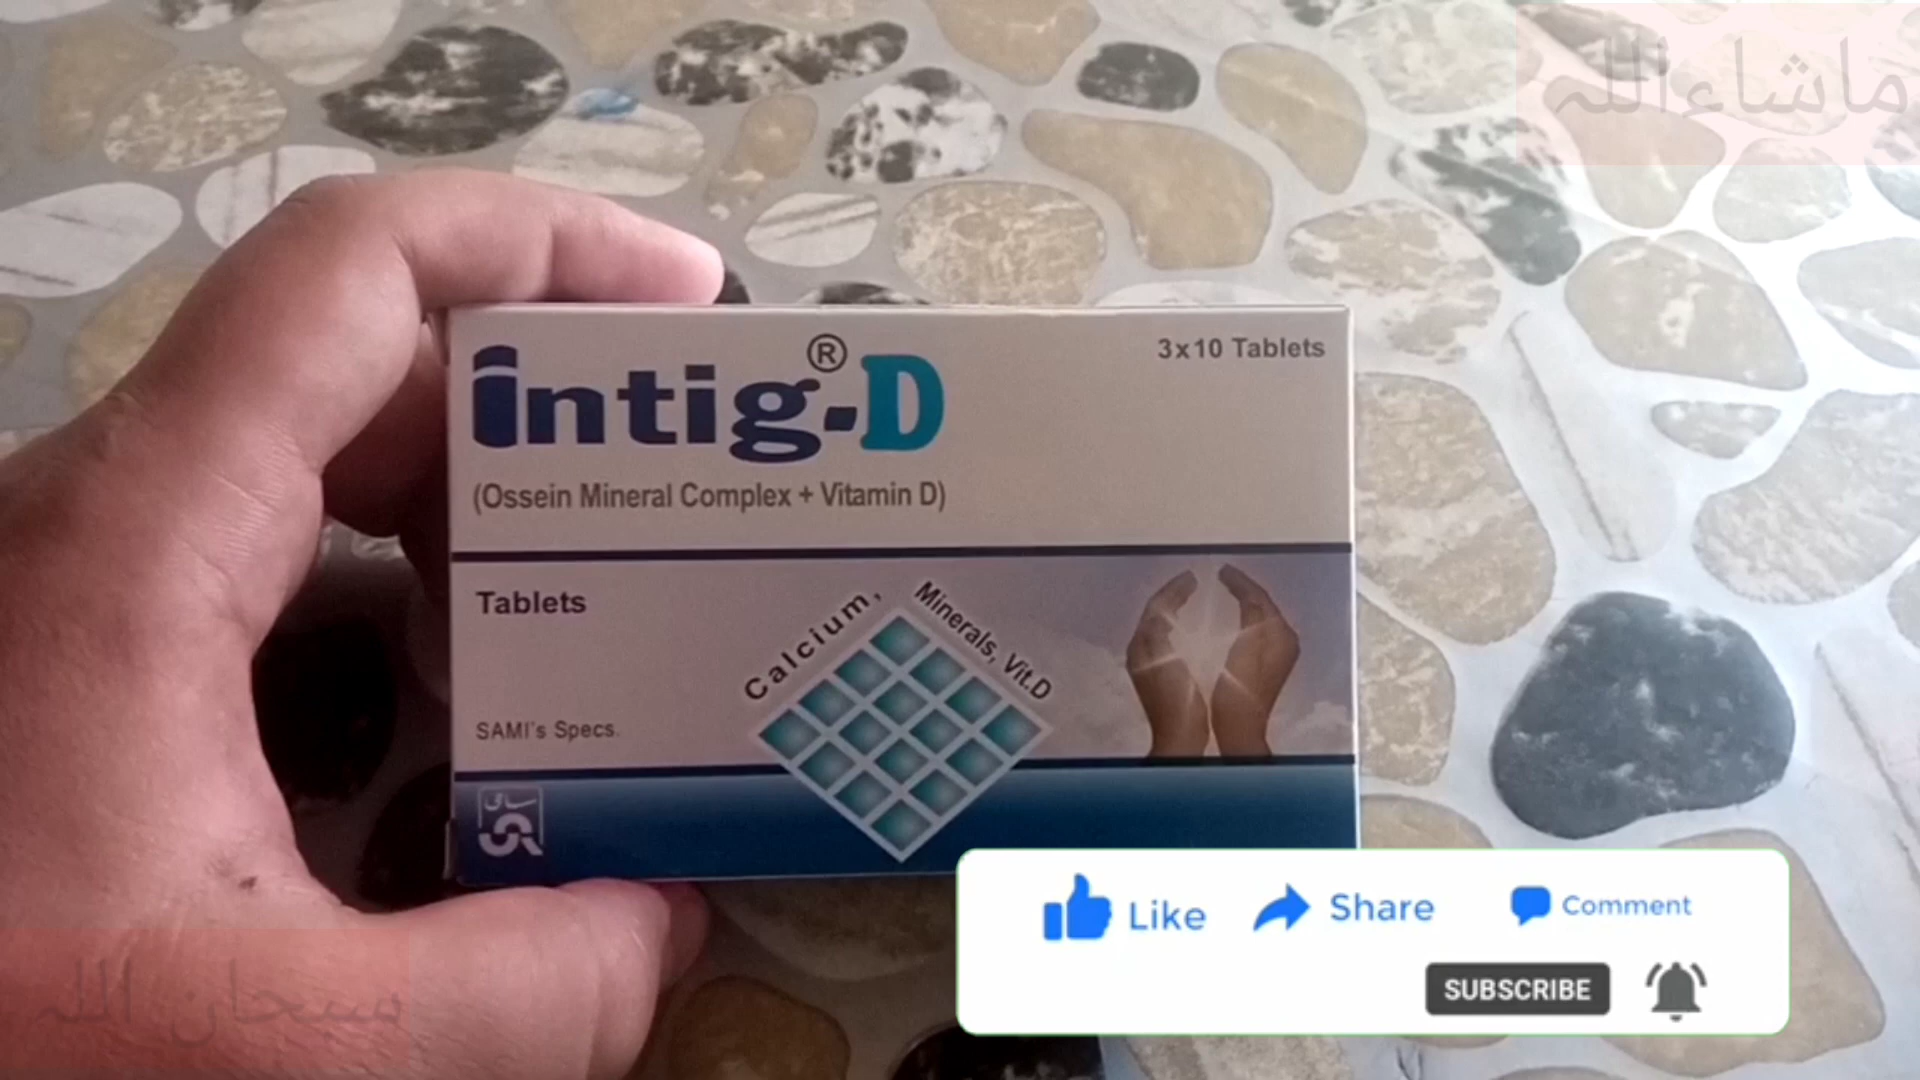 ماشاءالله
intig®-D
3x10 Tablets
(Ossein Mineral Complex + Vitamin D)
Tablets
Calcium,
Minerals, Vit.D
SAMI's Specs.
سامی
Like
Share
Comment
SUBSCRIBE
سبحان الله